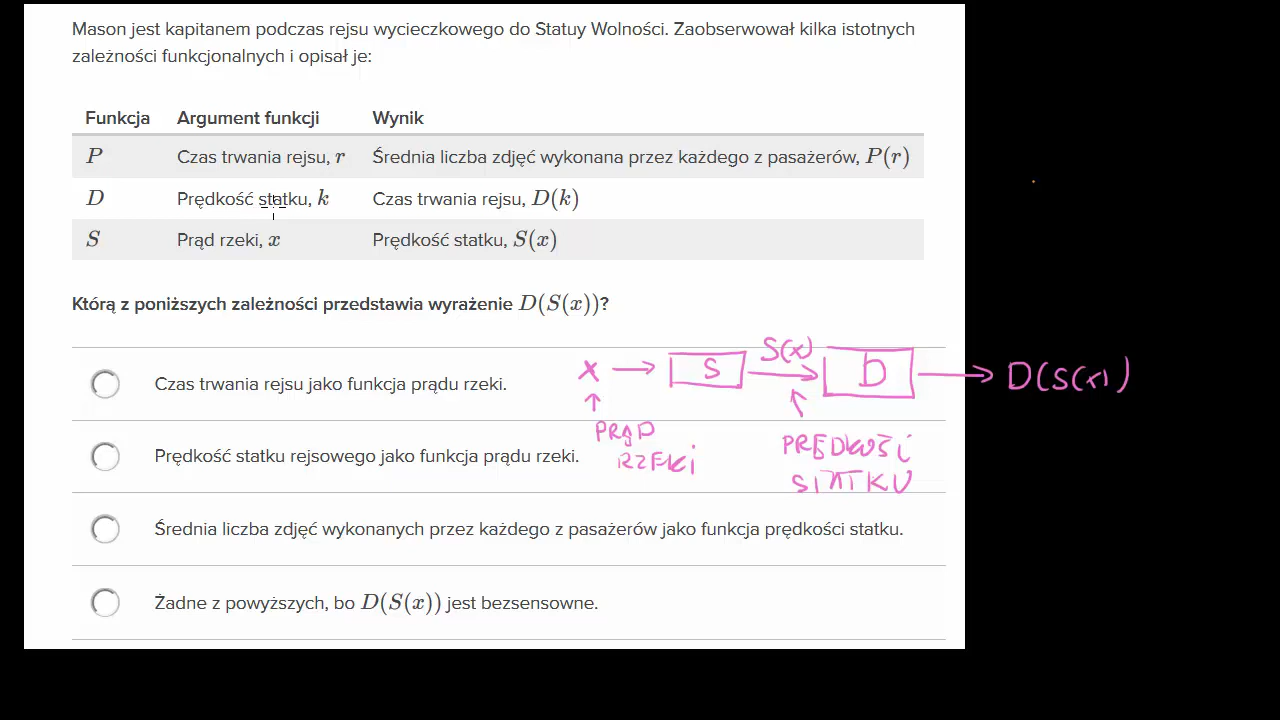 Mason jest kapitanem podczas rejsu wycieczkowego do Statuy Wolności. Zaobserwował kilka istotnych
zależności funkcjonalnych i opisał je:
Funkcja Argument funkcji Wynik
P Czas trwania rejsu, r Średnia liczba zdjęć wykonana przez każdego z pasażerów, P(r)
D Prędkość statku, k Czas trwania rejsu, D(k)
S Prąd rzeki, x Prędkość statku, S(x)
Którą z poniższych zależności przedstawia wyrażenie D(S(x))?
Czas trwania rejsu jako funkcja prądu rzeki.
Prędkość statku rejsowego jako funkcja prądu rzeki.
Średnia liczba zdjęć wykonanych przez każdego z pasażerów jako funkcja prędkości statku.
Żadne z powyższych, bo D(S(x)) jest bezsensowne.
X → S S(x) → D → D(S(x))
↑ ↑
PRĄD
RZEKI
PRĘDKOŚĆ
STATKU